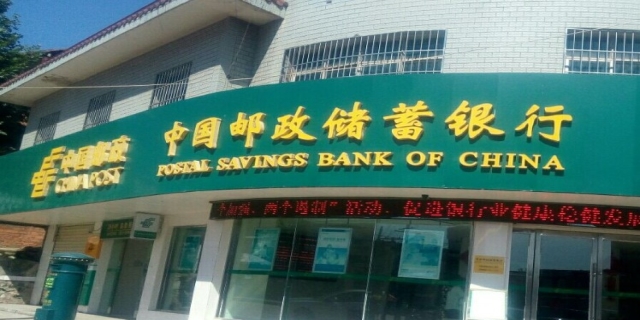 中国邮政
CHINA POST
中国邮政储蓄银行
POSTAL SAVINGS BANK OF CHINA
两个遏制”活动，促进银行业健康稳健发展